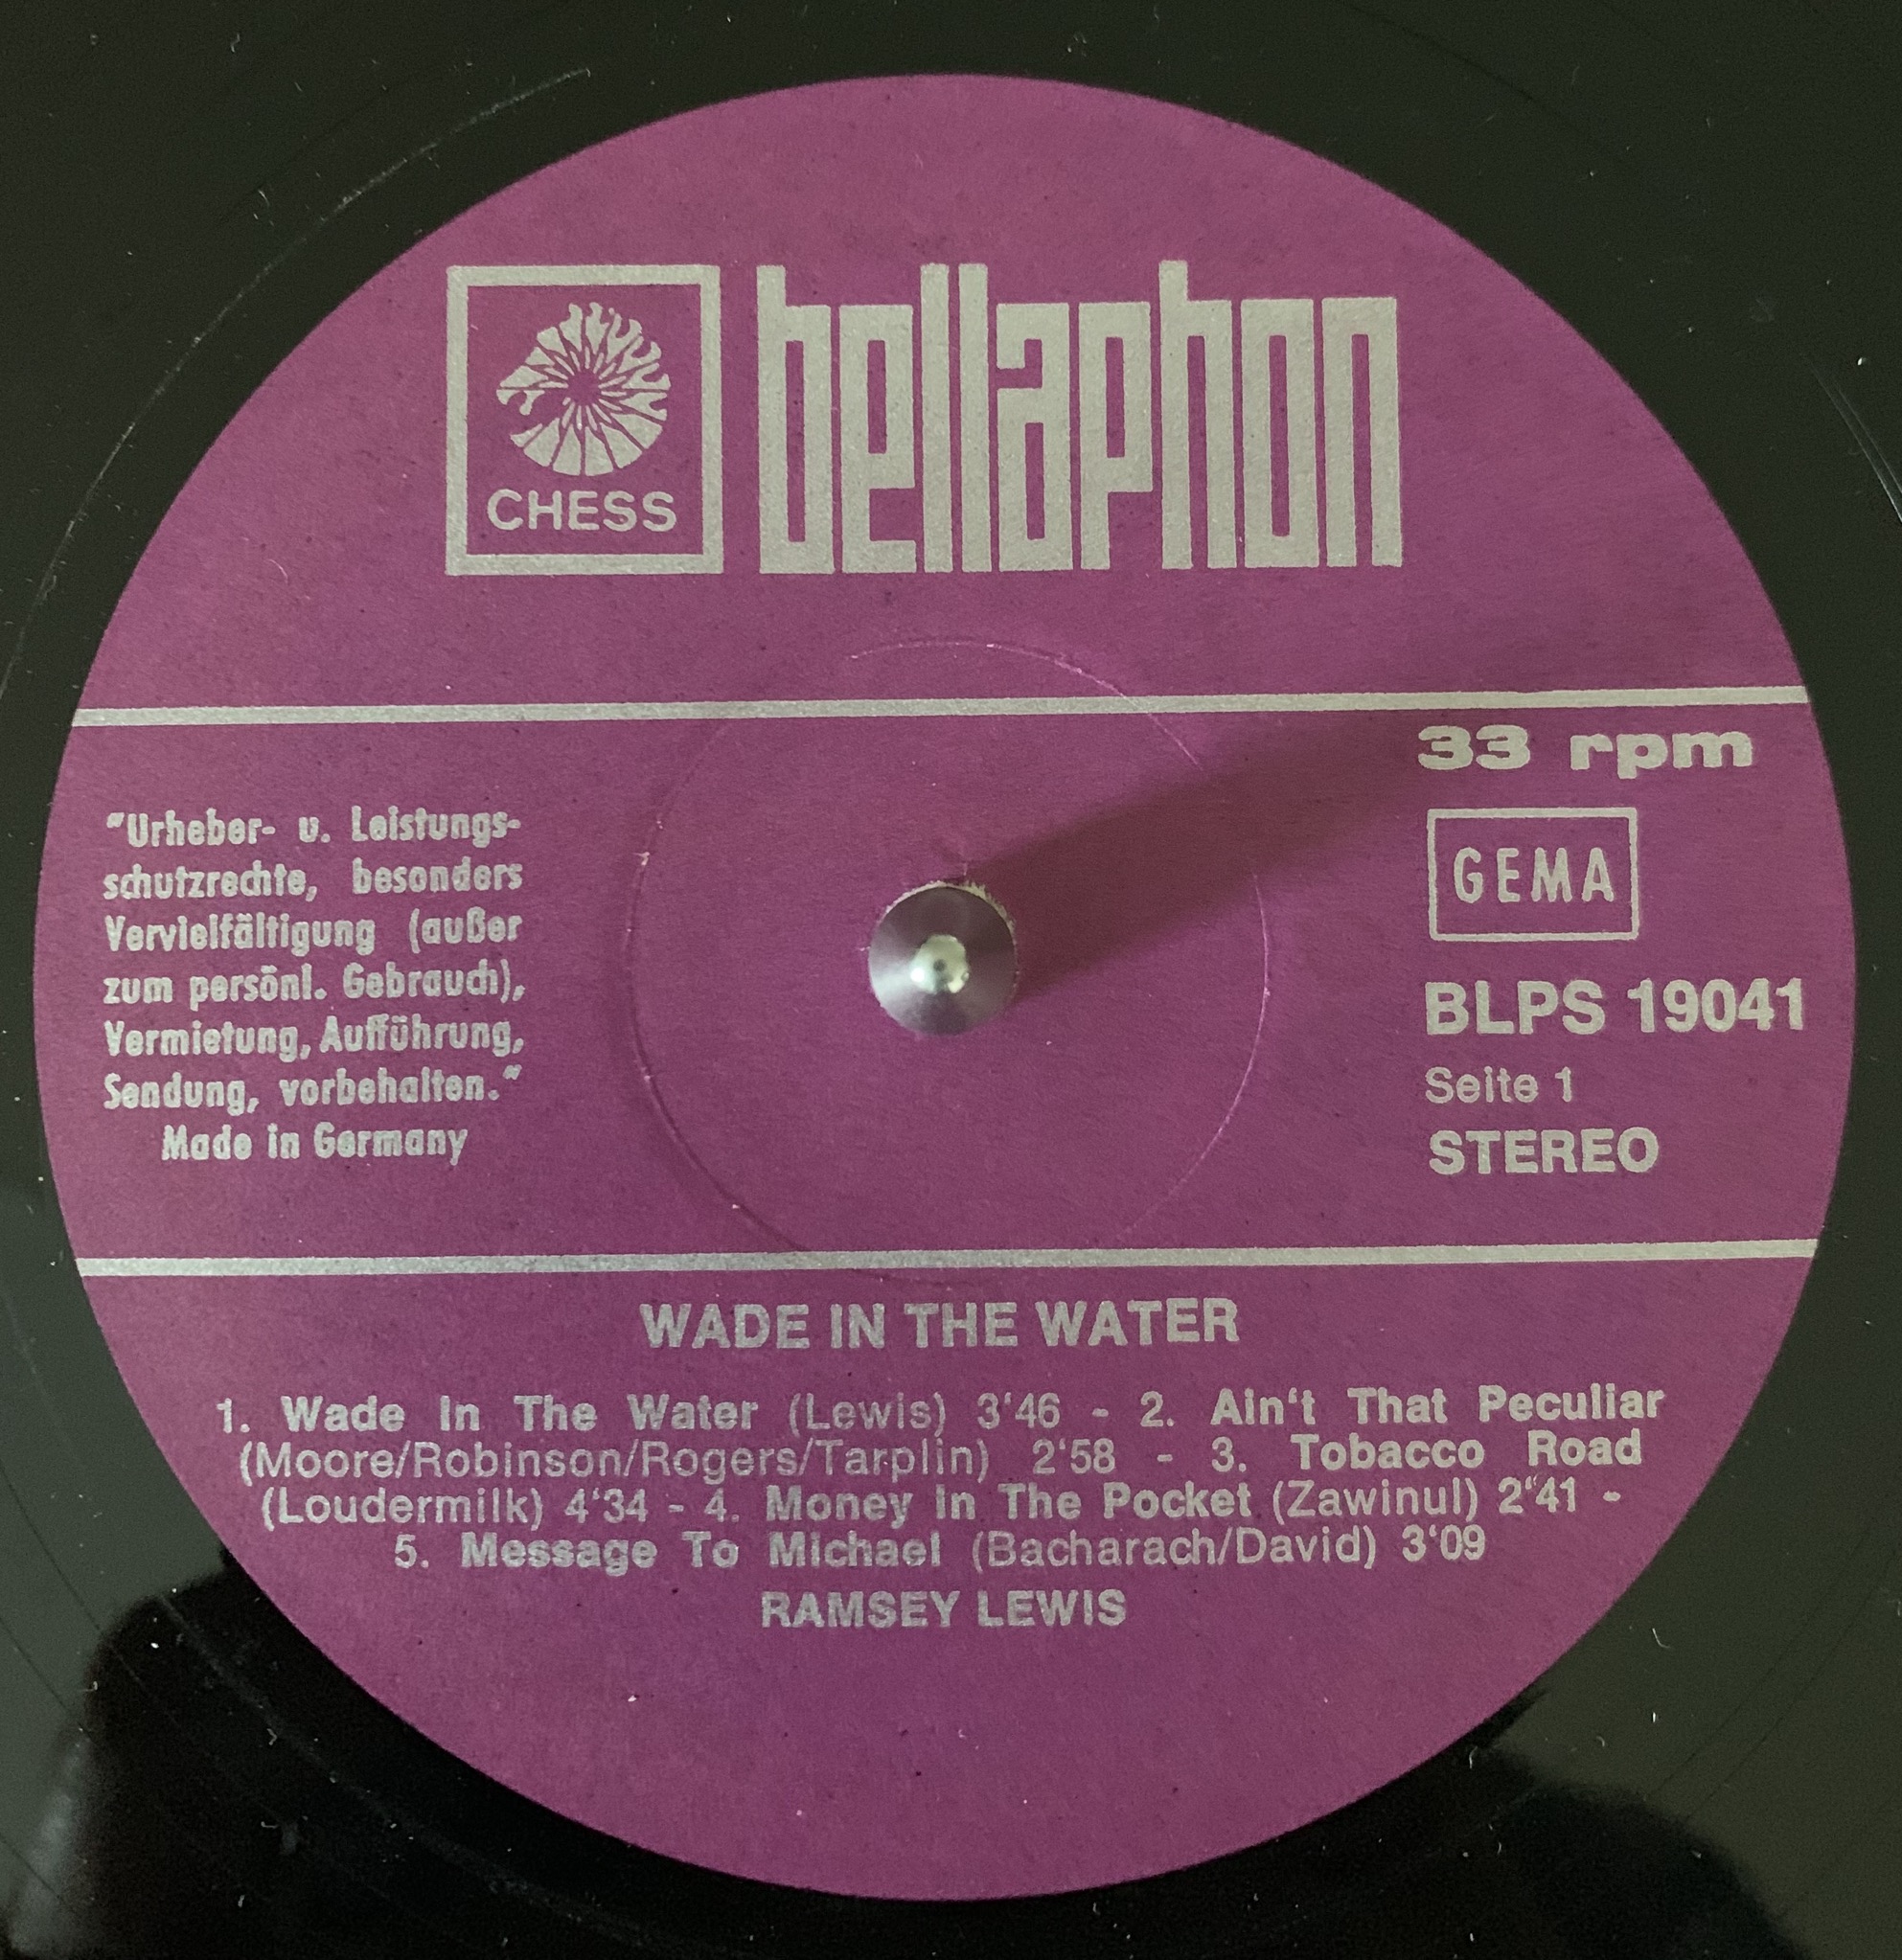 CHESS
bellaphon
33 rpm
"Urheber- u. Leistungs-
schutzrechte, besonders
Vervielfältigung (außer
zum persönl. Gebrauch),
Vermietung, Aufführung,
Sendung, vorbehalten."
Made in Germany
GEMA
BLPS 19041
Seite 1
STEREO
WADE IN THE WATER
1. Wade In The Water (Lewis) 3'46 - 2. Ain't That Peculiar
(Moore/Robinson/Rogers/Tarplin) 2'58 - 3. Tobacco Road
(Loudermilk) 4'34 - 4. Money In The Pocket (Zawinul) 2'41 -
5. Message To Michael (Bacharach/David) 3'09
RAMSEY LEWIS